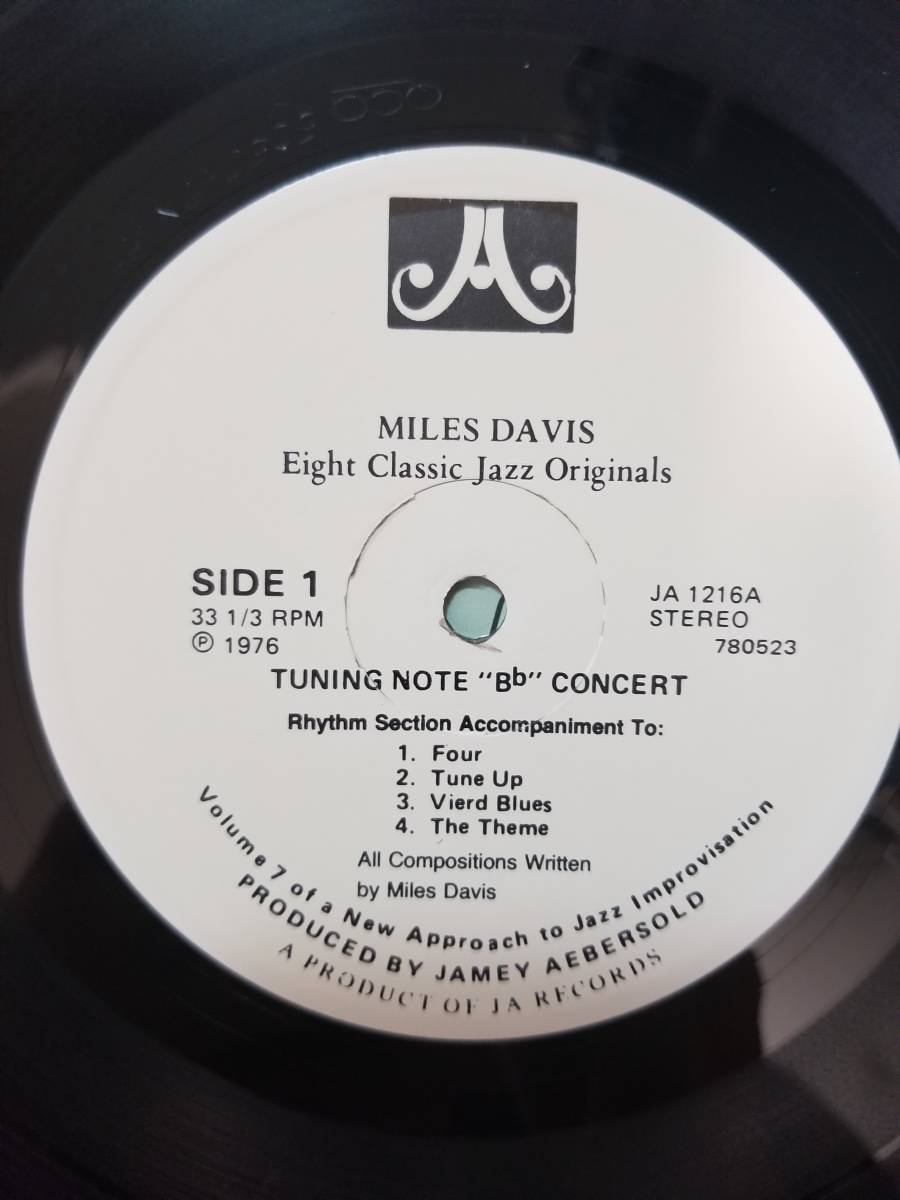 MILES DAVIS
Eight Classic Jazz Originals
SIDE 1
33 1/3 RPM
℗ 1976
JA 1216A
STEREO
780523
TUNING NOTE "Bb" CONCERT
Rhythm Section Accompaniment To:
1. Four
2. Tune Up
3. Vierd Blues
4. The Theme
All Compositions Written
by Miles Davis
Volume 7 of a New Approach to Jazz Improvisation
PRODUCED BY JAMEY AEBERSOLD
A PRODUCT OF JA RECORDS